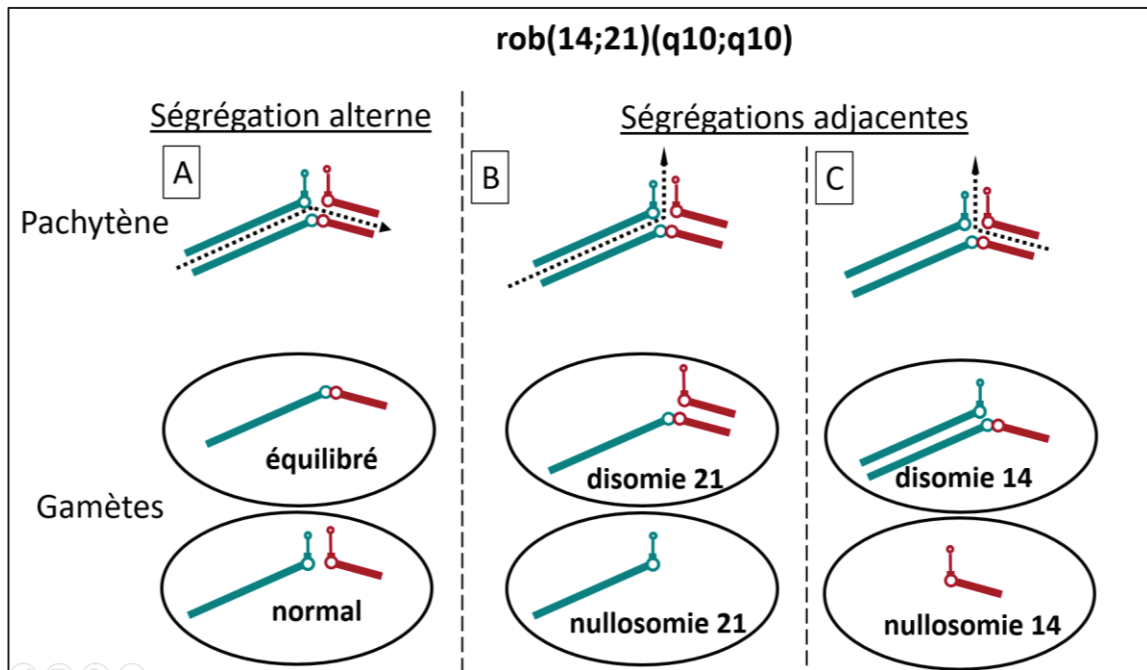 rob(14;21)(q10;q10)
Ségrégation alterne
Ségrégations adjacentes
A
B
C
Pachytène
Gamètes
équilibré
disomie 21
disomie 14
normal
nullosomie 21
nullosomie 14